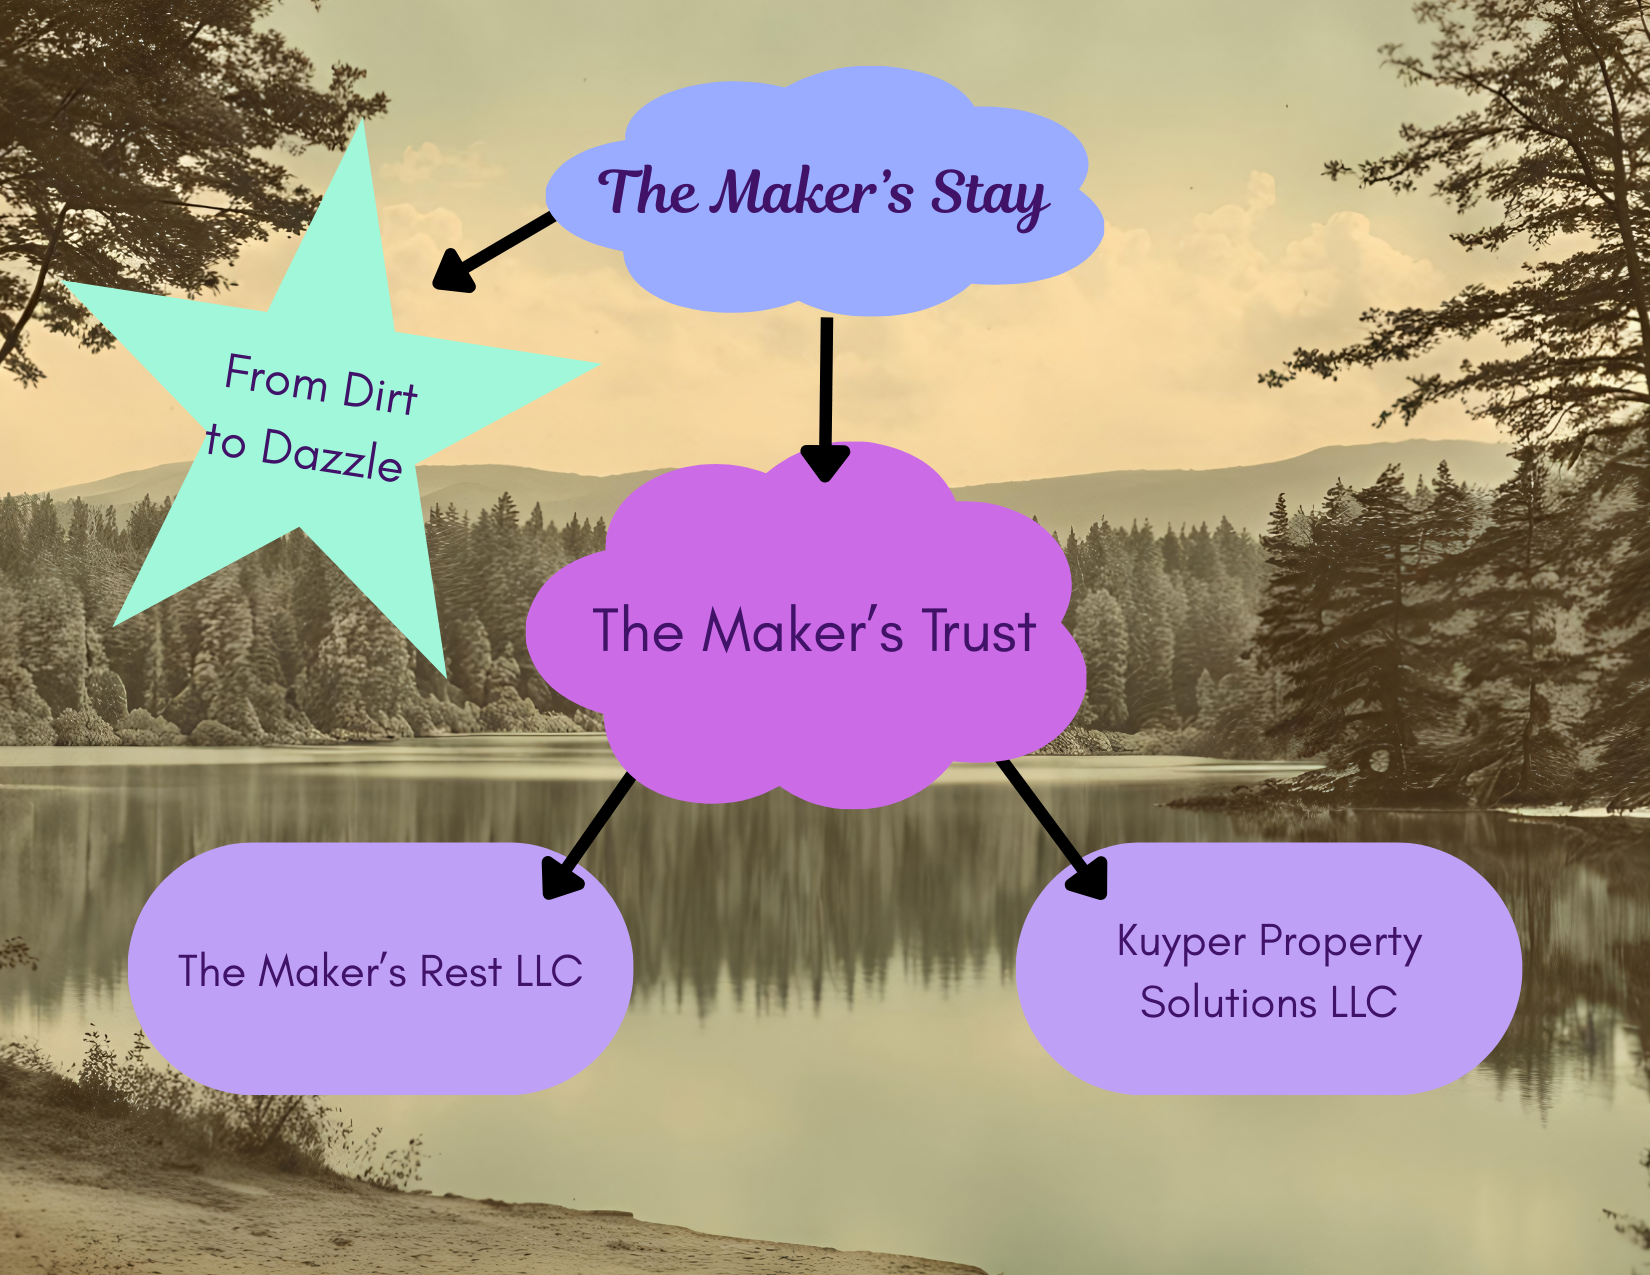 The Maker’s Stay
From Dirt
to Dazzle
The Maker’s Trust
The Maker’s Rest LLC
Kuyper Property
Solutions LLC